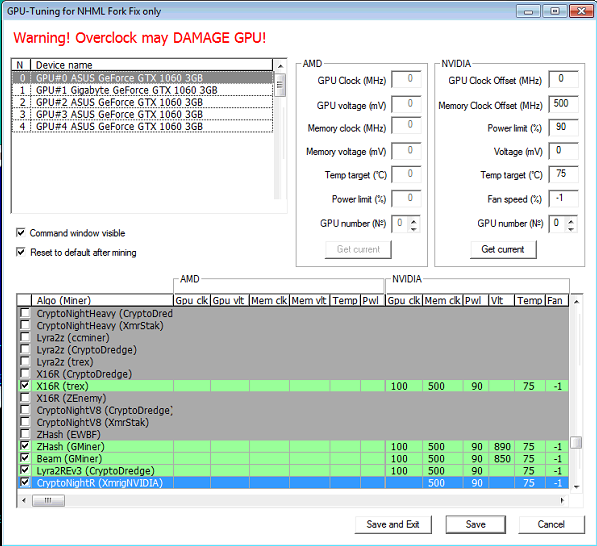 GPU-Tuning for NHML Fork Fix only
Warning! Overclock may DAMAGE GPU!
N Device name
0 GPU#0 ASUS GeForce GTX 1060 3GB
1 GPU#1 Gigabyte GeForce GTX 1060 3GB
2 GPU#2 ASUS GeForce GTX 1060 3GB
3 GPU#3 ASUS GeForce GTX 1060 3GB
4 GPU#4 ASUS GeForce GTX 1060 3GB
Command window visible
Reset to default after mining
AMD
GPU Clock (MHz) 0
GPU voltage (mV) 0
Memory clock (MHz) 0
Memory voltage (mV) 0
Temp target (°C) 0
Power limit (%) 0
GPU number (№) 0
Get current
NVIDIA
GPU Clock Offset (MHz) 0
Memory Clock Offset (MHz) 500
Power limit (%) 90
Voltage (mV) 0
Temp target (°C) 75
Fan speed (%) -1
GPU number (№) 0
Get current
AMD NVIDIA
Algo (Miner) Gpu clk Gpu vlt Mem clk Mem vlt Temp Pwl Gpu clk Mem clk Pwl Vlt Temp Fan
CryptoNightHeavy (CryptoDred
CryptoNightHeavy (XmrStak)
Lyra2z (ccminer)
Lyra2z (CryptoDredge)
Lyra2z (trex)
X16R (CryptoDredge)
X16R (trex) 100 500 90 75 -1
X16R (ZEnemy)
CryptoNightV8 (CryptoDredge)
CryptoNightV8 (XmrStak)
ZHash (EWBF)
ZHash (GMiner) 100 500 90 890 75 -1
Beam (GMiner) 100 500 90 850 75 -1
Lyra2REv3 (CryptoDredge) 100 500 90 75 -1
CryptoNightR (XmrigNVIDIA) 500 90 75 -1
Save and Exit Save Cancel